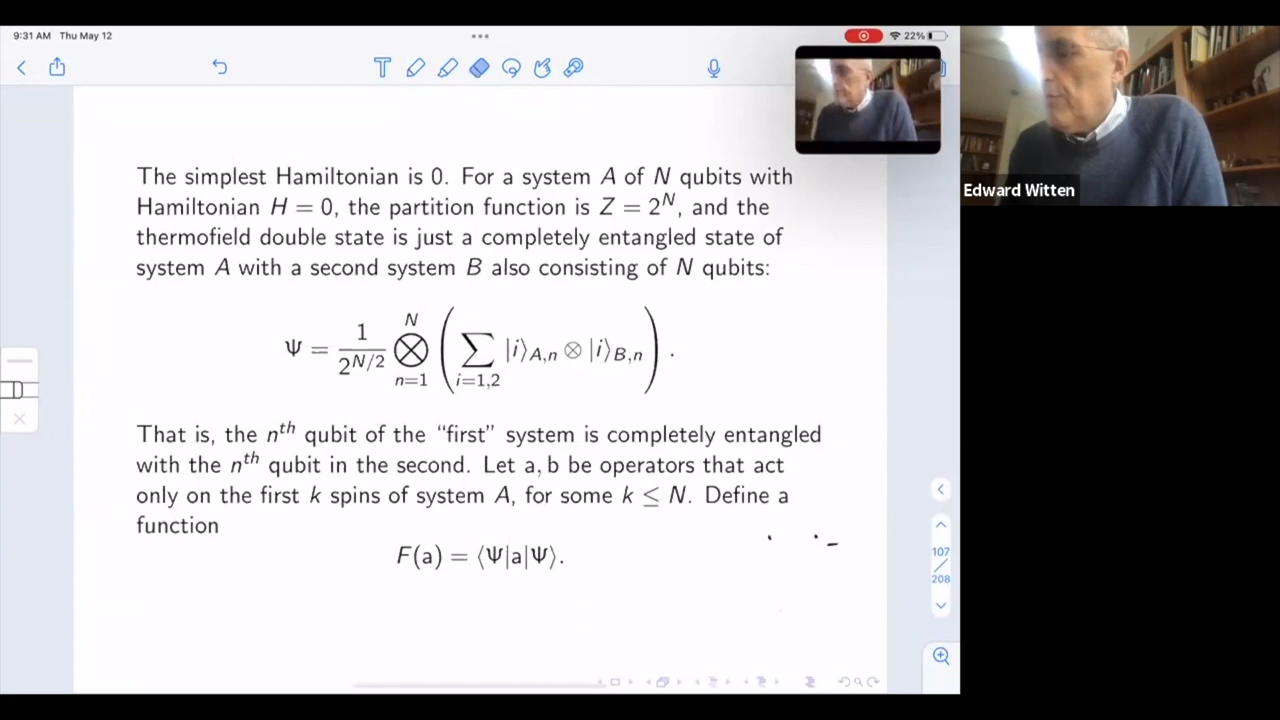 9:31 AM Thu May 12
22%
T
The simplest Hamiltonian is 0. For a system A of N qubits with
Hamiltonian H = 0, the partition function is Z = 2^N, and the
thermofield double state is just a completely entangled state of
system A with a second system B also consisting of N qubits:
Ψ = 1/2^{N/2} ⨂_{n=1}^{N} ( ∑_{i=1,2} |i⟩_{A,n} ⊗ |i⟩_{B,n} ) .
That is, the n^{th} qubit of the “first” system is completely entangled
with the n^{th} qubit in the second. Let a, b be operators that act
only on the first k spins of system A, for some k ≤ N. Define a
function
F(a) = ⟨Ψ|a|Ψ⟩.
107
/
208
Edward Witten